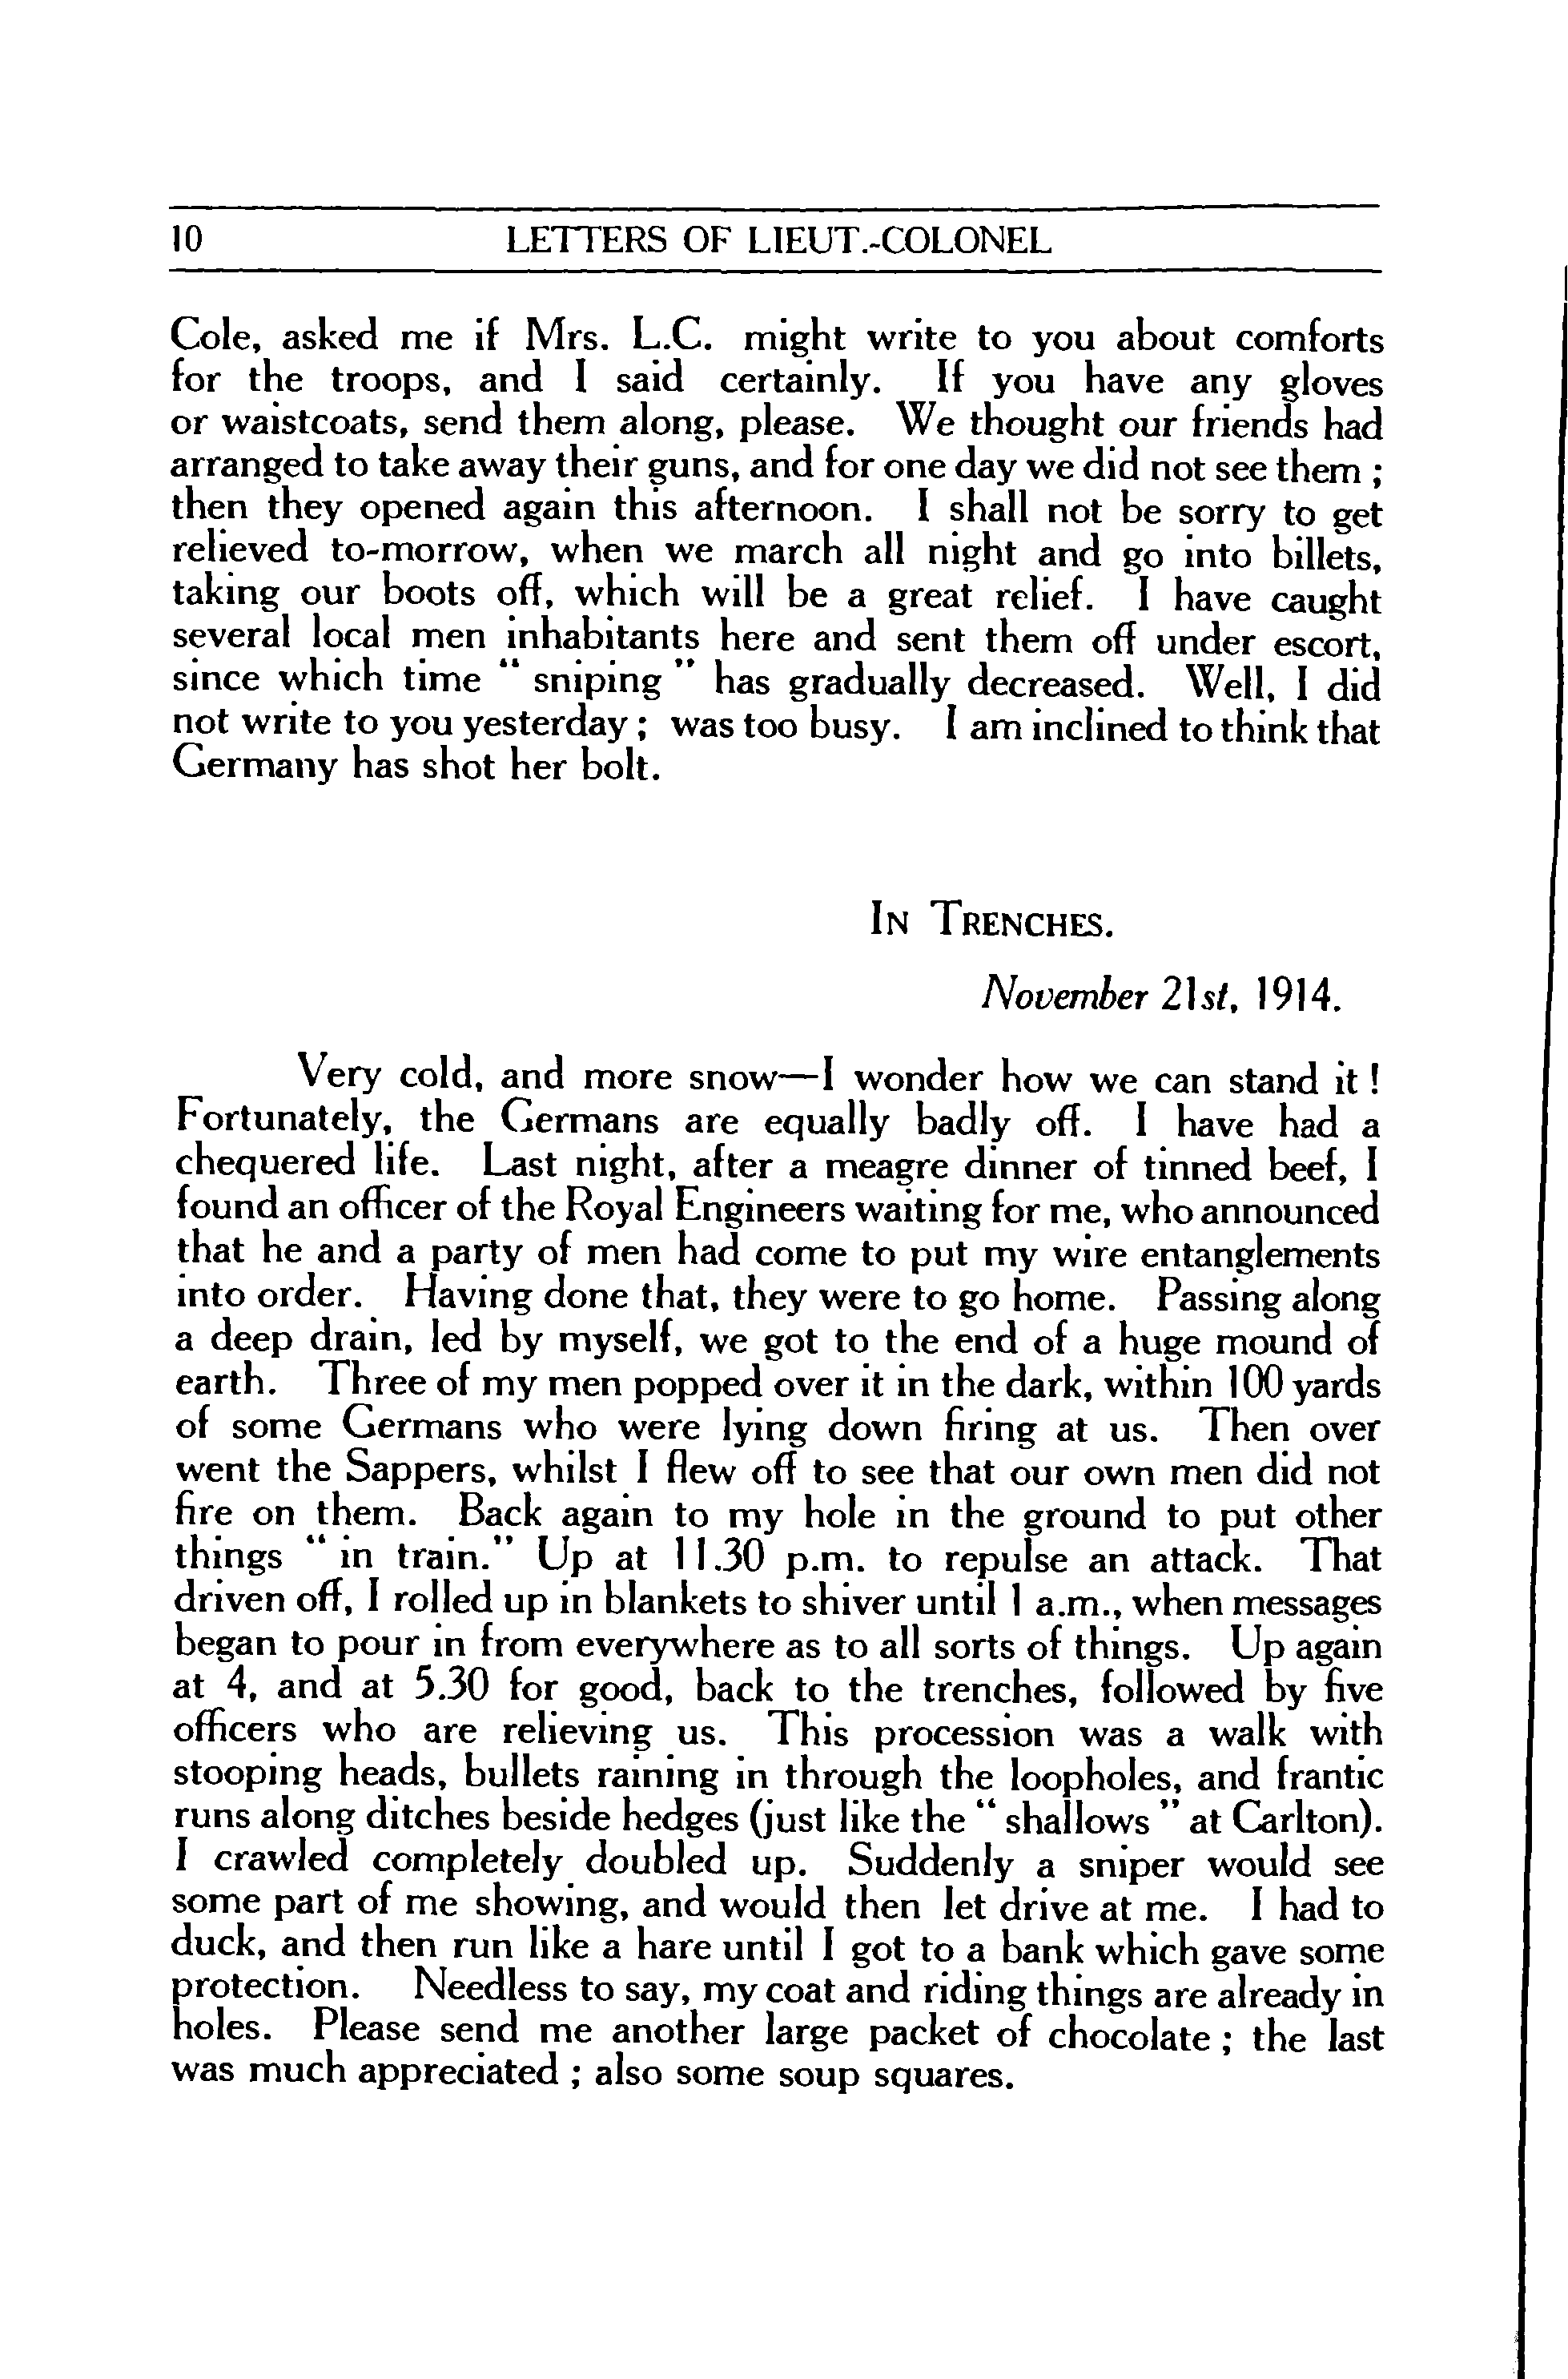 10 LETTERS OF LIEUT.-COLONEL
Cole, asked me if Mrs. L.C. might write to you about comforts
for the troops, and I said certainly. If you have any gloves
or waistcoats, send them along, please. We thought our friends had
arranged to take away their guns, and for one day we did not see them ;
then they opened again this afternoon. I shall not be sorry to get
relieved to-morrow, when we march all night and go into billets,
taking our boots off, which will be a great relief. I have caught
several local men inhabitants here and sent them off under escort,
since which time “ sniping ” has gradually decreased. Well, I did
not write to you yesterday ; was too busy. I am inclined to think that
Germany has shot her bolt.
IN TRENCHES.
November 21st, 1914.
Very cold, and more snow—I wonder how we can stand it !
Fortunately, the Germans are equally badly off. I have had a
chequered life. Last night, after a meagre dinner of tinned beef, I
found an officer of the Royal Engineers waiting for me, who announced
that he and a party of men had come to put my wire entanglements
into order. Having done that, they were to go home. Passing along
a deep drain, led by myself, we got to the end of a huge mound of
earth. Three of my men popped over it in the dark, within 100 yards
of some Germans who were lying down firing at us. Then over
went the Sappers, whilst I flew off to see that our own men did not
fire on them. Back again to my hole in the ground to put other
things “ in train.” Up at 11.30 p.m. to repulse an attack. That
driven off, I rolled up in blankets to shiver until 1 a.m., when messages
began to pour in from everywhere as to all sorts of things. Up again
at 4, and at 5.30 for good, back to the trenches, followed by five
officers who are relieving us. This procession was a walk with
stooping heads, bullets raining in through the loopholes, and frantic
runs along ditches beside hedges (just like the “ shallows ” at Carlton).
I crawled completely doubled up. Suddenly a sniper would see
some part of me showing, and would then let drive at me. I had to
duck, and then run like a hare until I got to a bank which gave some
protection. Needless to say, my coat and riding things are already in
holes. Please send me another large packet of chocolate ; the last
was much appreciated ; also some soup squares.